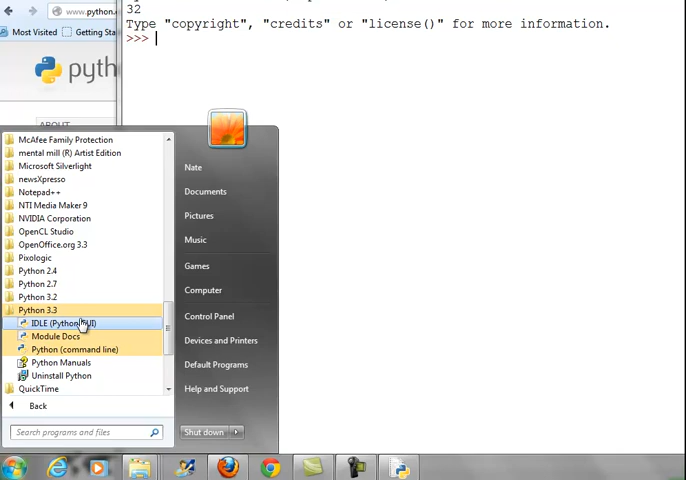 www.python.o
32
Type "copyright", "credits" or "license()" for more information.
>>>
Most Visited
Getting Sta
python
ABOUT
McAfee Family Protection
mental mill (R) Artist Edition
Microsoft Silverlight
newsXpresso
Notepad++
NTI Media Maker 9
NVIDIA Corporation
OpenCL Studio
OpenOffice.org 3.3
Pixologic
Python 2.4
Python 2.7
Python 3.2
Python 3.3
IDLE (Python GUI)
Module Docs
Python (command line)
Python Manuals
Uninstall Python
QuickTime
Back
Search programs and files
Nate
Documents
Pictures
Music
Games
Computer
Control Panel
Devices and Printers
Default Programs
Help and Support
Shut down